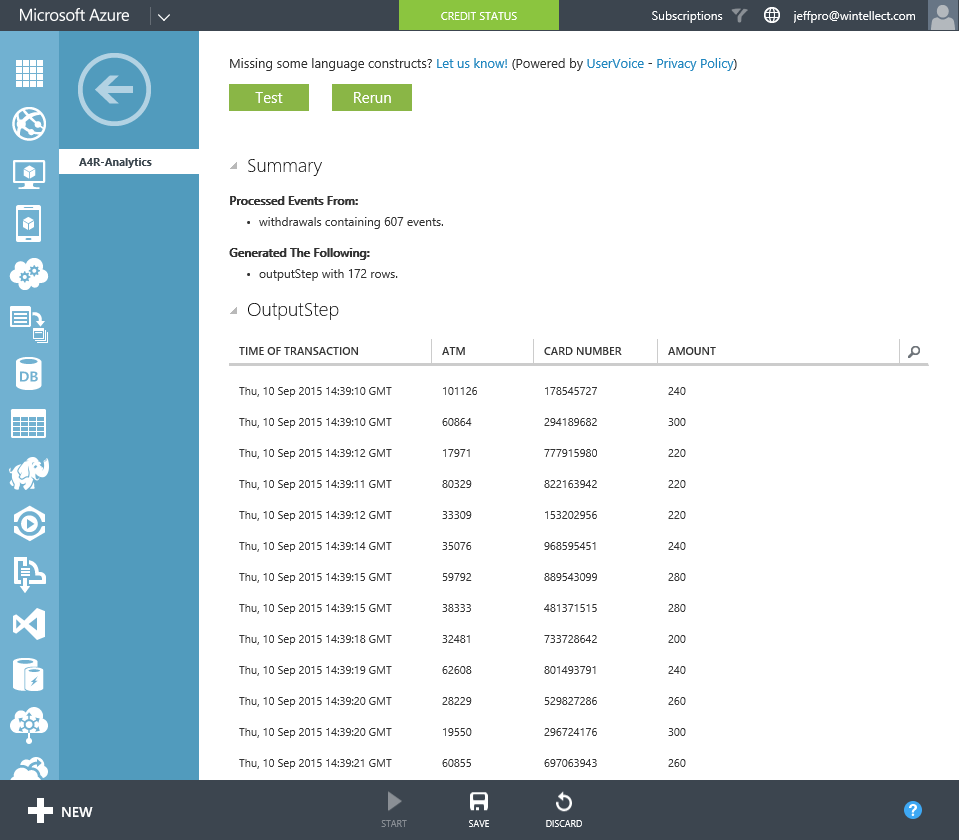 Microsoft Azure CREDIT STATUS Subscriptions jeffpro@wintellect.com
Missing some language constructs? Let us know! (Powered by UserVoice - Privacy Policy)
Test Rerun
A4R-Analytics
Summary
Processed Events From:
• withdrawals containing 607 events.
Generated The Following:
• outputStep with 172 rows.
OutputStep
TIME OF TRANSACTION ATM CARD NUMBER AMOUNT
Thu, 10 Sep 2015 14:39:10 GMT 101126 178545727 240
Thu, 10 Sep 2015 14:39:10 GMT 60864 294189682 300
Thu, 10 Sep 2015 14:39:12 GMT 17971 777915980 220
Thu, 10 Sep 2015 14:39:11 GMT 80329 822163942 220
Thu, 10 Sep 2015 14:39:12 GMT 33309 153202956 220
Thu, 10 Sep 2015 14:39:14 GMT 35076 968595451 240
Thu, 10 Sep 2015 14:39:15 GMT 59792 889543099 280
Thu, 10 Sep 2015 14:39:15 GMT 38333 481371515 280
Thu, 10 Sep 2015 14:39:18 GMT 32481 733728642 200
Thu, 10 Sep 2015 14:39:19 GMT 62608 801493791 240
Thu, 10 Sep 2015 14:39:20 GMT 28229 529827286 260
Thu, 10 Sep 2015 14:39:20 GMT 19550 296724176 300
Thu, 10 Sep 2015 14:39:21 GMT 60855 697063943 260
DB
NEW START SAVE DISCARD ?